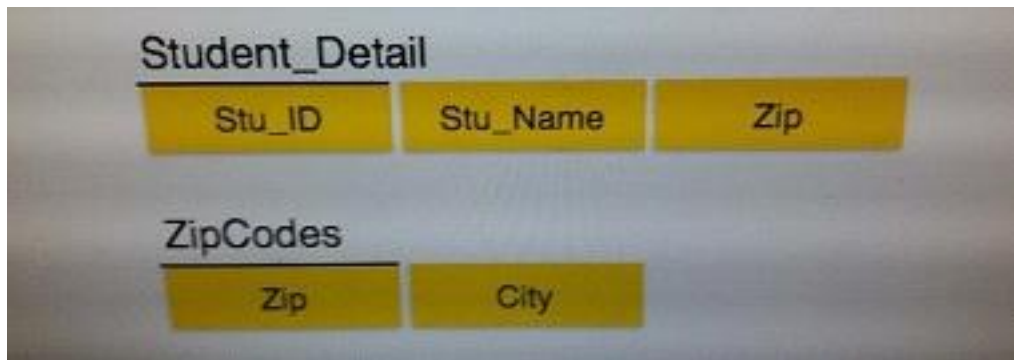 Student_Detail
Stu_ID Stu_Name Zip
ZipCodes
Zip City